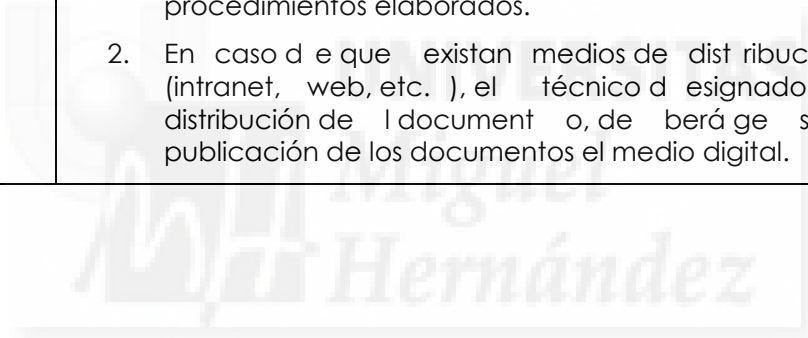 procedimientos elaborados.
2. En caso d e que existan medios de dist ribuc
(intranet, web, etc. ), el técnico d esignado
distribución de l document o, de berá ge s
publicación de los documentos el medio digital.
UNIVERSITAS
Miguel
Hernández